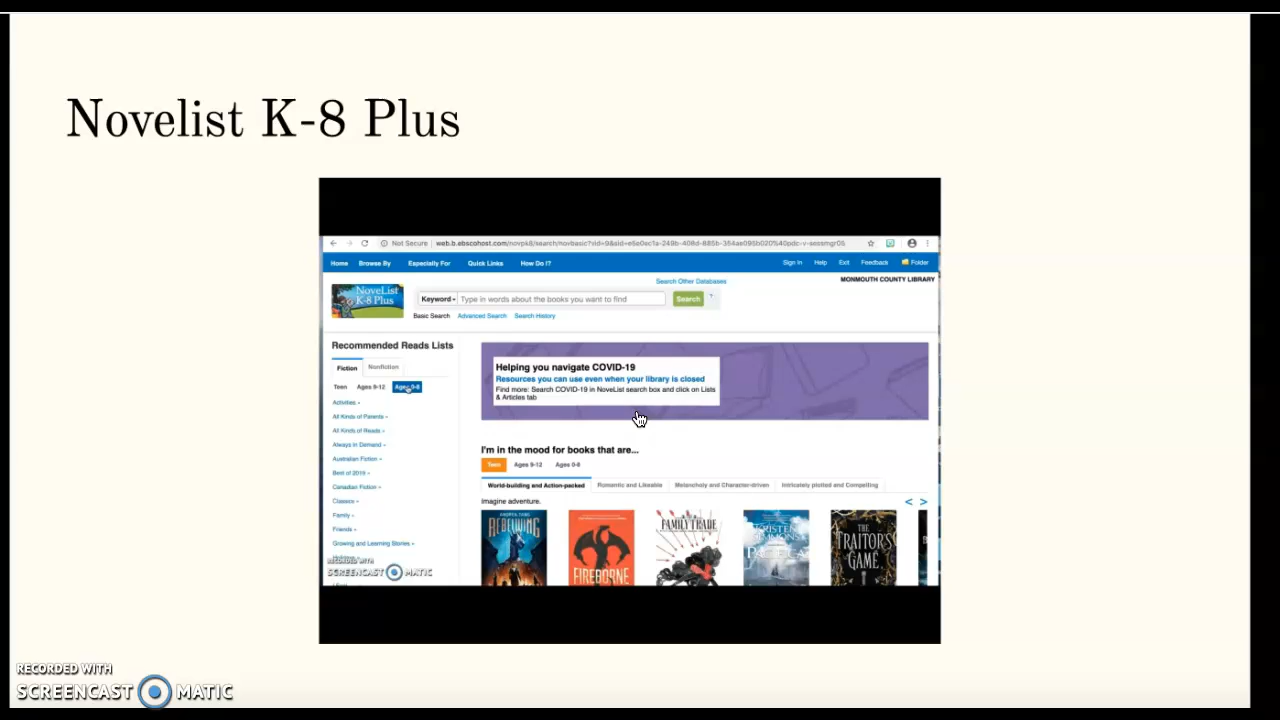 Novelist K-8 Plus
Not Secure
Home Browse By Especially For Quick Links How Do I? Sign In Help Exit Feedback Folder
Search Other Databases
MONMOUTH COUNTY LIBRARY
NoveList
K-8 Plus
Keyword Type in words about the books you want to find Search
Basic Search Advanced Search Search History
Recommended Reads Lists
Fiction Nonfiction
Teen Ages 9-12 Ages 0-8
Activities
All Kinds of Parents
All Kinds of Reads
Always in Demand
Australian Fiction
Best of 2019
Canadian Fiction
Classics
Family
Friends
Growing and Learning Stories
Helping you navigate COVID-19
Resources you can use even when your library is closed
Find more: Search COVID-19 in NoveList search box and click on Lists
& Articles tab
I'm in the mood for books that are...
Teen Ages 9-12 Ages 0-8
World-building and Action-packed Romantic and Likeable Melancholy and Character-driven Intricately plotted and Compelling
Imagine adventure.
< >
FIREBORNE
FAMILY TRADE
THE
TRAITOR'S
GAME
RECORDED WITH
SCREENCAST MATIC
RECORDED WITH
SCREENCAST MATIC